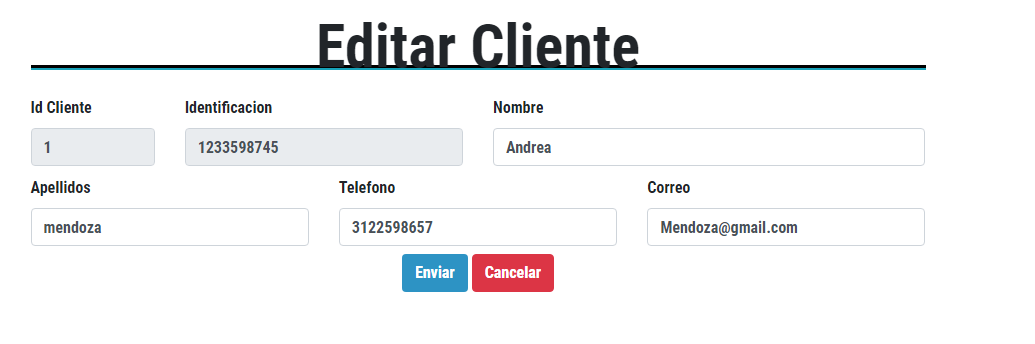 Editar Cliente
Id Cliente Identificacion Nombre
1 1233598745 Andrea
Apellidos Telefono Correo
mendoza 3122598657 Mendoza@gmail.com
Enviar Cancelar